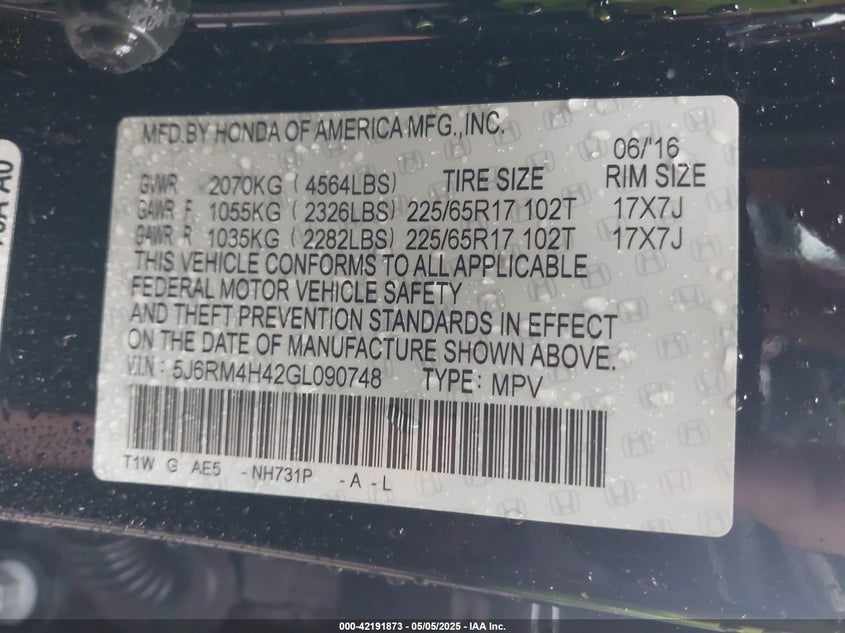 MFD.BY HONDA OF AMERICA MFG.,INC.
06/'16
GVWR 2070KG (4564LBS) TIRE SIZE RIM SIZE
GAWR F 1055KG (2326LBS) 225/65R17 102T 17X7J
GAWR R 1035KG (2282LBS) 225/65R17 102T 17X7J
THIS VEHICLE CONFORMS TO ALL APPLICABLE
FEDERAL MOTOR VEHICLE SAFETY
AND THEFT PREVENTION STANDARDS IN EFFECT
ON THE DATE OF MANUFACTURE SHOWN ABOVE.
V.I.N: 5J6RM4H42GL090748 TYPE: MPV
T1W G AE5 -NH731P -A -L
000-42191873 — 05/05/2025 - IAA Inc.